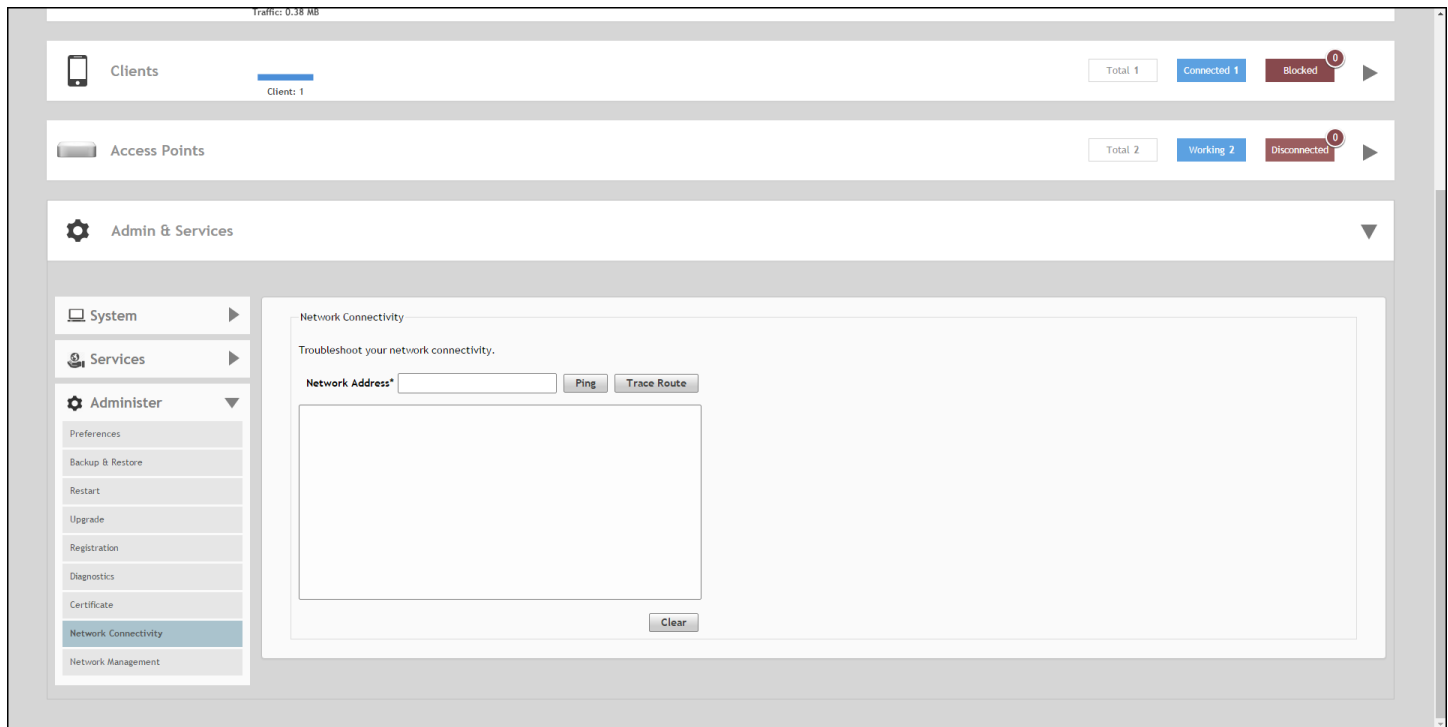 Traffic: 0.38 MB
Clients
Client: 1
Total 1
Connected 1
Blocked
0
Access Points
Total 2
Working 2
Disconnected
0
Admin & Services
System
Services
Administer
Preferences
Backup & Restore
Restart
Upgrade
Registration
Diagnostics
Certificate
Network Connectivity
Network Management
Network Connectivity
Troubleshoot your network connectivity.
Network Address* Ping Trace Route
Clear